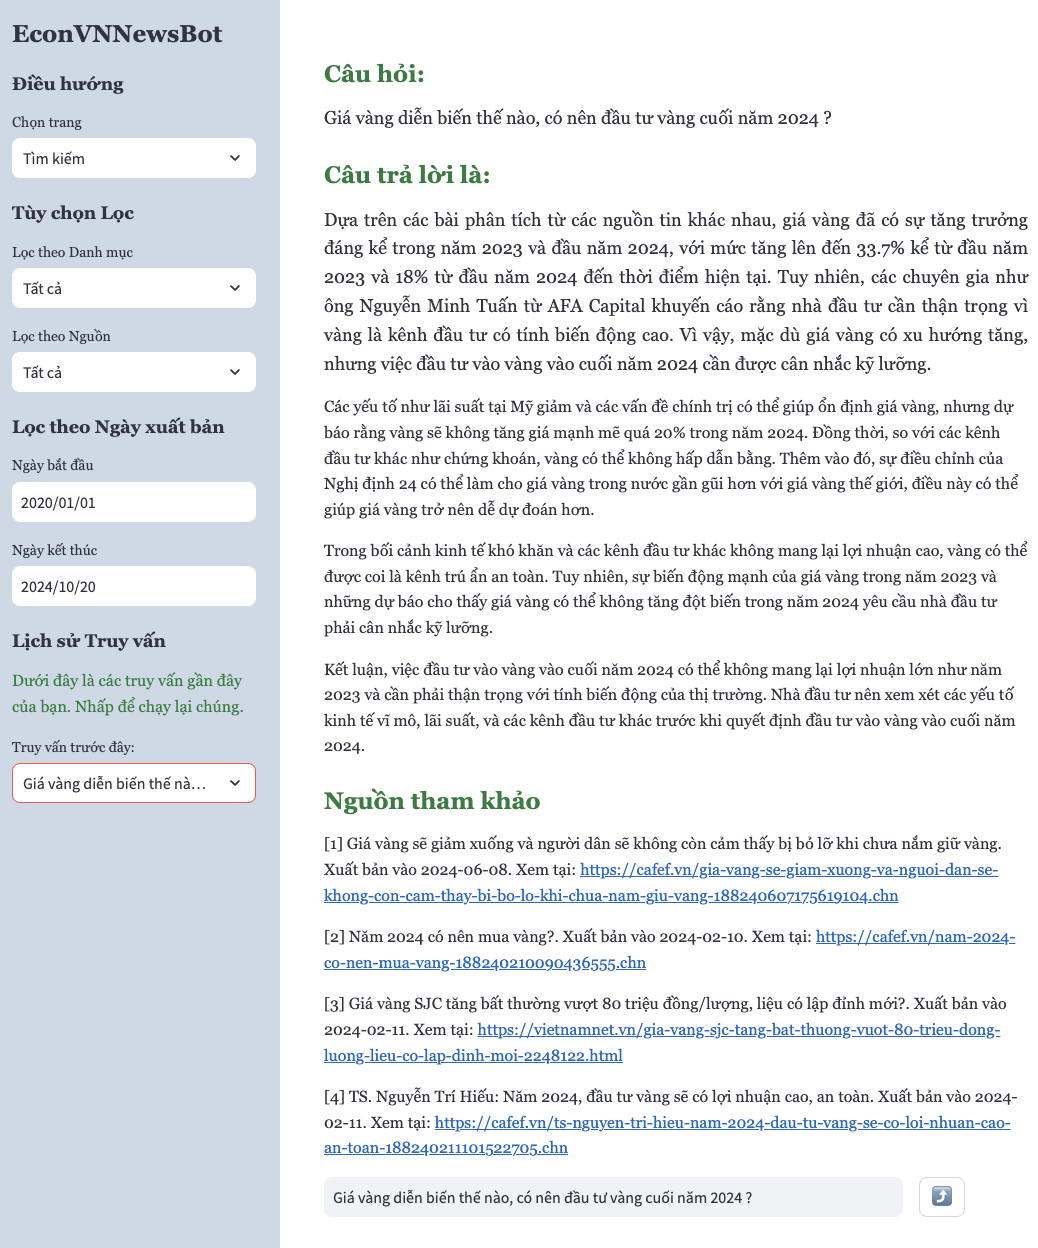 EconVNNewsBot
Điều hướng
Chọn trang
Tìm kiếm
Tùy chọn Lọc
Lọc theo Danh mục
Tất cả
Lọc theo Nguồn
Tất cả
Lọc theo Ngày xuất bản
Ngày bắt đầu
2020/01/01
Ngày kết thúc
2024/10/20
Lịch sử Truy vấn
Dưới đây là các truy vấn gần đây
của bạn. Nhấp để chạy lại chúng.
Truy vấn trước đây:
Giá vàng diễn biến thế nà...
Câu hỏi:
Giá vàng diễn biến thế nào, có nên đầu tư vàng cuối năm 2024 ?
Câu trả lời là:
Dựa trên các bài phân tích từ các nguồn tin khác nhau, giá vàng đã có sự tăng trưởng
đáng kể trong năm 2023 và đầu năm 2024, với mức tăng lên đến 33.7% kể từ đầu năm
2023 và 18% từ đầu năm 2024 đến thời điểm hiện tại. Tuy nhiên, các chuyên gia như
ông Nguyễn Minh Tuấn từ AFA Capital khuyến cáo rằng nhà đầu tư cần thận trọng vì
vàng là kênh đầu tư có tính biến động cao. Vì vậy, mặc dù giá vàng có xu hướng tăng,
nhưng việc đầu tư vào vàng vào cuối năm 2024 cần được cân nhắc kỹ lưỡng.
Các yếu tố như lãi suất tại Mỹ giảm và các vấn đề chính trị có thể giúp ổn định giá vàng, nhưng dự
báo rằng vàng sẽ không tăng giá mạnh mẽ quá 20% trong năm 2024. Đồng thời, so với các kênh
đầu tư khác như chứng khoán, vàng có thể không hấp dẫn bằng. Thêm vào đó, sự điều chỉnh của
Nghị định 24 có thể làm cho giá vàng trong nước gần gũi hơn với giá vàng thế giới, điều này có thể
giúp giá vàng trở nên dễ dự đoán hơn.
Trong bối cảnh kinh tế khó khăn và các kênh đầu tư khác không mang lại lợi nhuận cao, vàng có thể
được coi là kênh trú ẩn an toàn. Tuy nhiên, sự biến động mạnh của giá vàng trong năm 2023 và
những dự báo cho thấy giá vàng có thể không tăng đột biến trong năm 2024 yêu cầu nhà đầu tư
phải cân nhắc kỹ lưỡng.
Kết luận, việc đầu tư vào vàng vào cuối năm 2024 có thể không mang lại lợi nhuận lớn như năm
2023 và cần phải thận trọng với tính biến động của thị trường. Nhà đầu tư nên xem xét các yếu tố
kinh tế vĩ mô, lãi suất, và các kênh đầu tư khác trước khi quyết định đầu tư vào vàng vào cuối năm
2024.
Nguồn tham khảo
[1] Giá vàng sẽ giảm xuống và người dân sẽ không còn cảm thấy bị bỏ lỡ khi chưa nắm giữ vàng.
Xuất bản vào 2024-06-08. Xem tại: https://cafef.vn/gia-vang-se-giam-xuong-va-nguoi-dan-se-
khong-con-cam-thay-bi-bo-lo-khi-chua-nam-giu-vang-188240607175619104.chn
[2] Năm 2024 có nên mua vàng?. Xuất bản vào 2024-02-10. Xem tại: https://cafef.vn/nam-2024-
co-nen-mua-vang-188240210090436555.chn
[3] Giá vàng SJC tăng bất thường vượt 80 triệu đồng/lượng, liệu có lập đỉnh mới?. Xuất bản vào
2024-02-11. Xem tại: https://vietnamnet.vn/gia-vang-sjc-tang-bat-thuong-vuot-80-trieu-dong-
luong-lieu-co-lap-dinh-moi-2248122.html
[4] TS. Nguyễn Trí Hiếu: Năm 2024, đầu tư vàng sẽ có lợi nhuận cao, an toàn. Xuất bản vào 2024-
02-11. Xem tại: https://cafef.vn/ts-nguyen-tri-hieu-nam-2024-dau-tu-vang-se-co-loi-nhuan-cao-
an-toan-188240211101522705.chn
Giá vàng diễn biến thế nào, có nên đầu tư vàng cuối năm 2024 ?